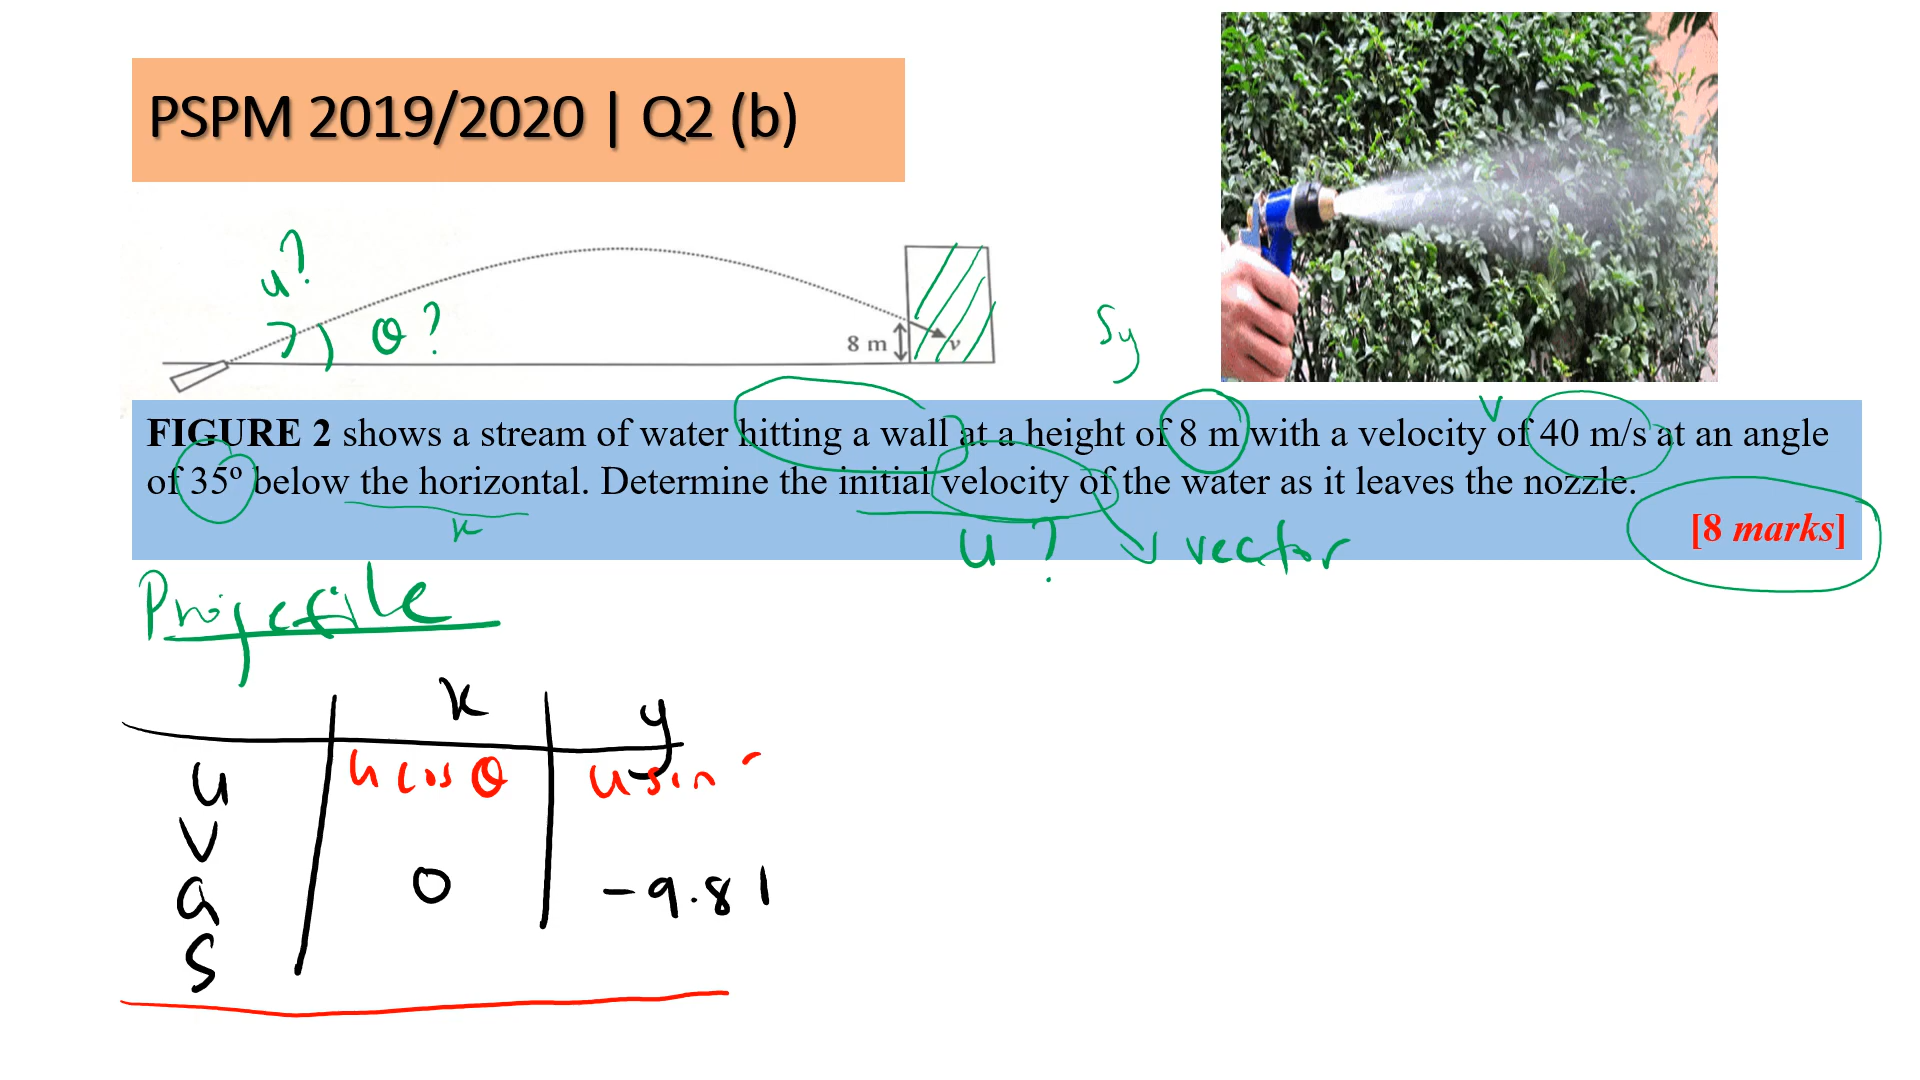 PSPM 2019/2020 | Q2 (b)
u?
θ?
8 m
v
Sy
v
FIGURE 2 shows a stream of water hitting a wall at a height of 8 m with a velocity of 40 m/s at an angle
of 35º below the horizontal. Determine the initial velocity of the water as it leaves the nozzle.
[8 marks]
x
u? vector
Projectile
x y
u u cos θ u sin
v
a 0 -9.81
s